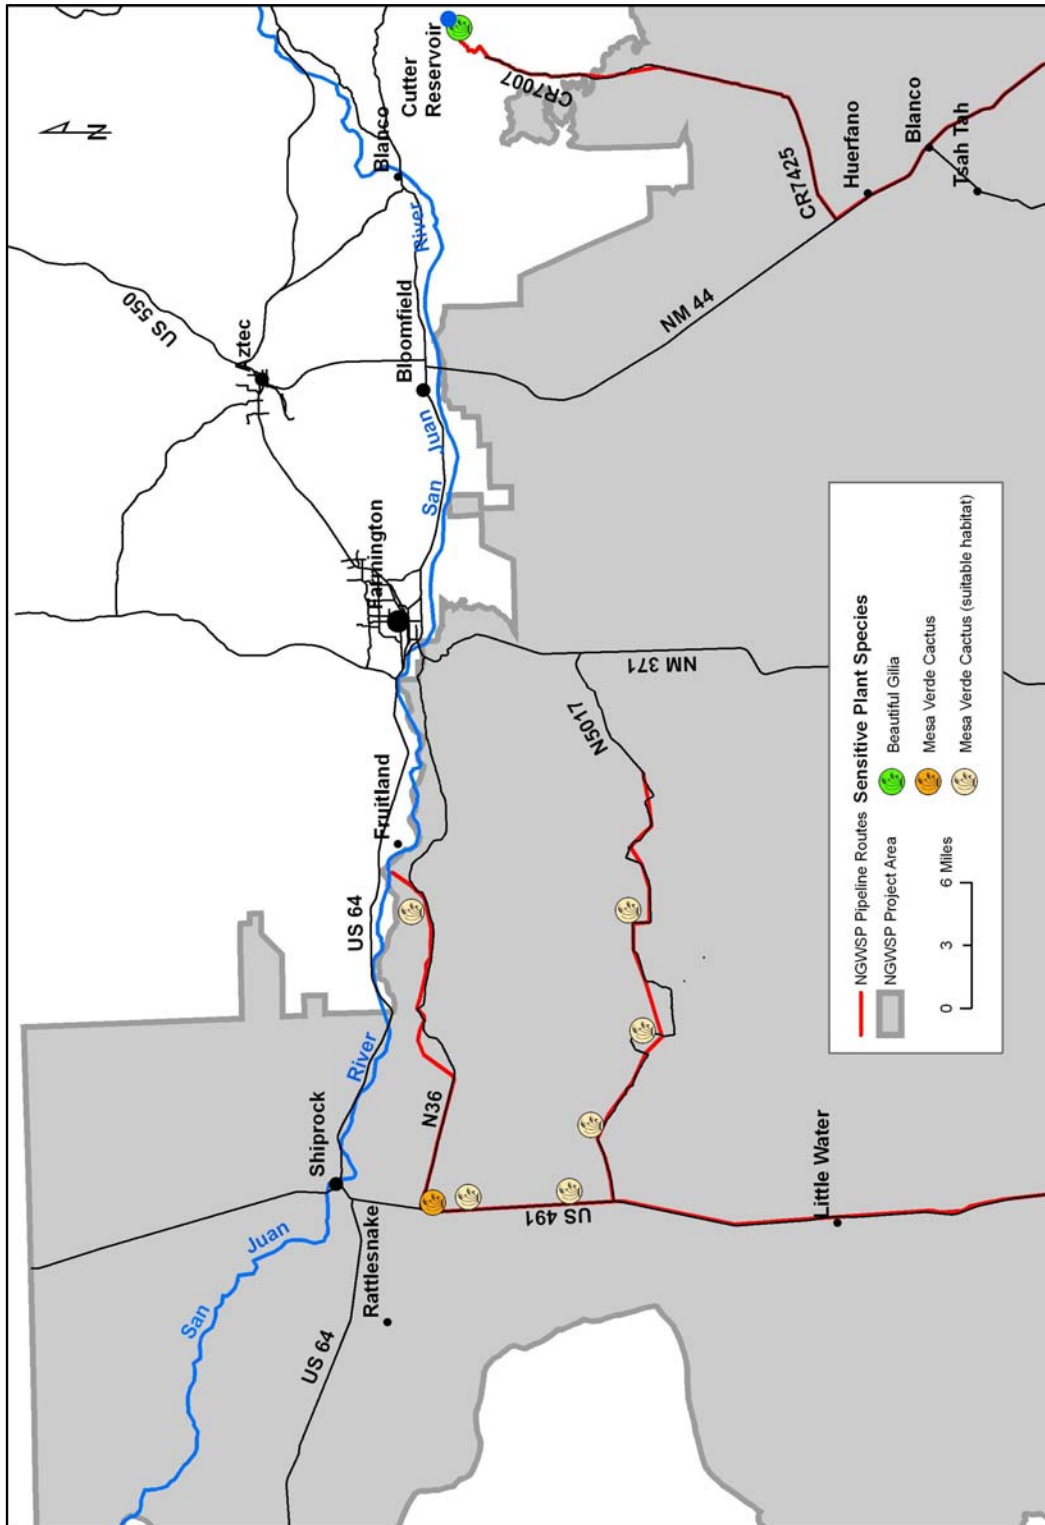 N
US 550
Aztec
Blanco
Cutter
Reservoir
CR7007
River
Bloomfield
San
Juan
Farmington
Fruitland
US 64
Shiprock
River
Juan
San
Rattlesnake
US 64
N36
US 491
N5017
NM 371
NM 44
CR7425
Huerfano
Blanco
Tsah Tah
Little Water
NGWSP Pipeline Routes
NGWSP Project Area
0 3 6 Miles
Sensitive Plant Species
Beautiful Gilia
Mesa Verde Cactus
Mesa Verde Cactus (suitable habitat)